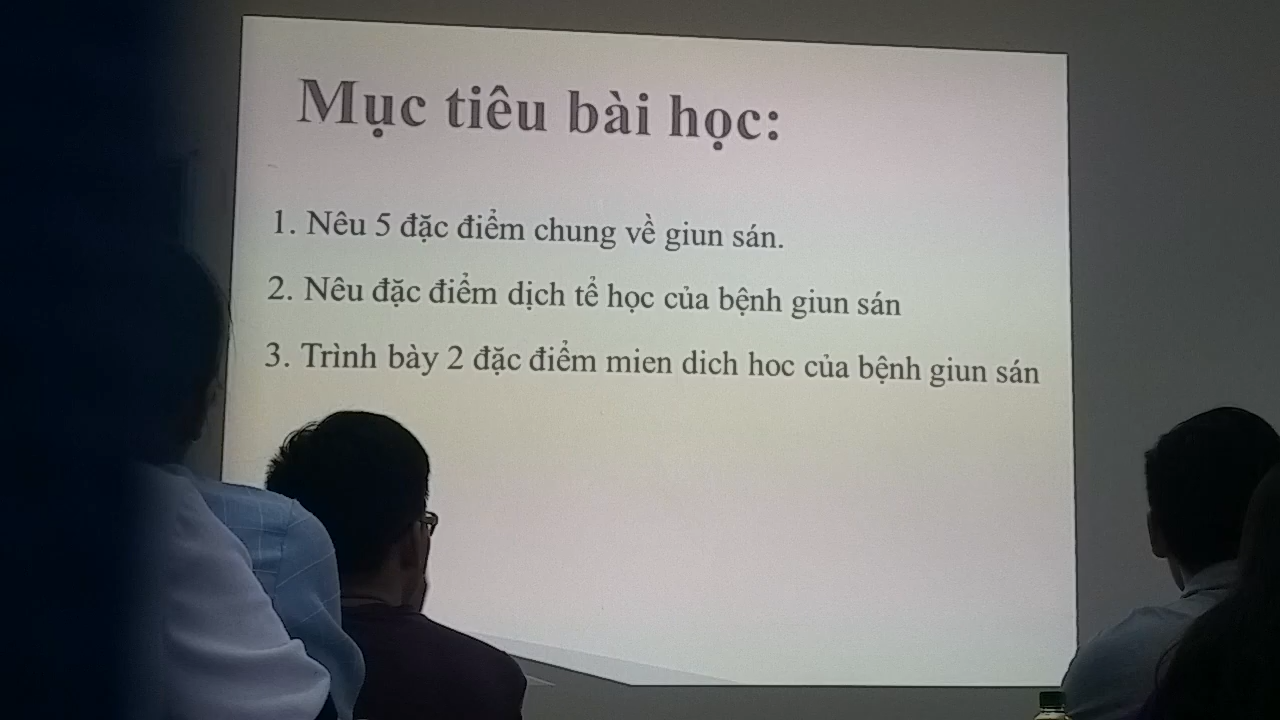 Mục tiêu bài học:
1. Nêu 5 đặc điểm chung về giun sán.
2. Nêu đặc điểm dịch tể học của bệnh giun sán
3. Trình bày 2 đặc điểm mien dich hoc của bệnh giun sán